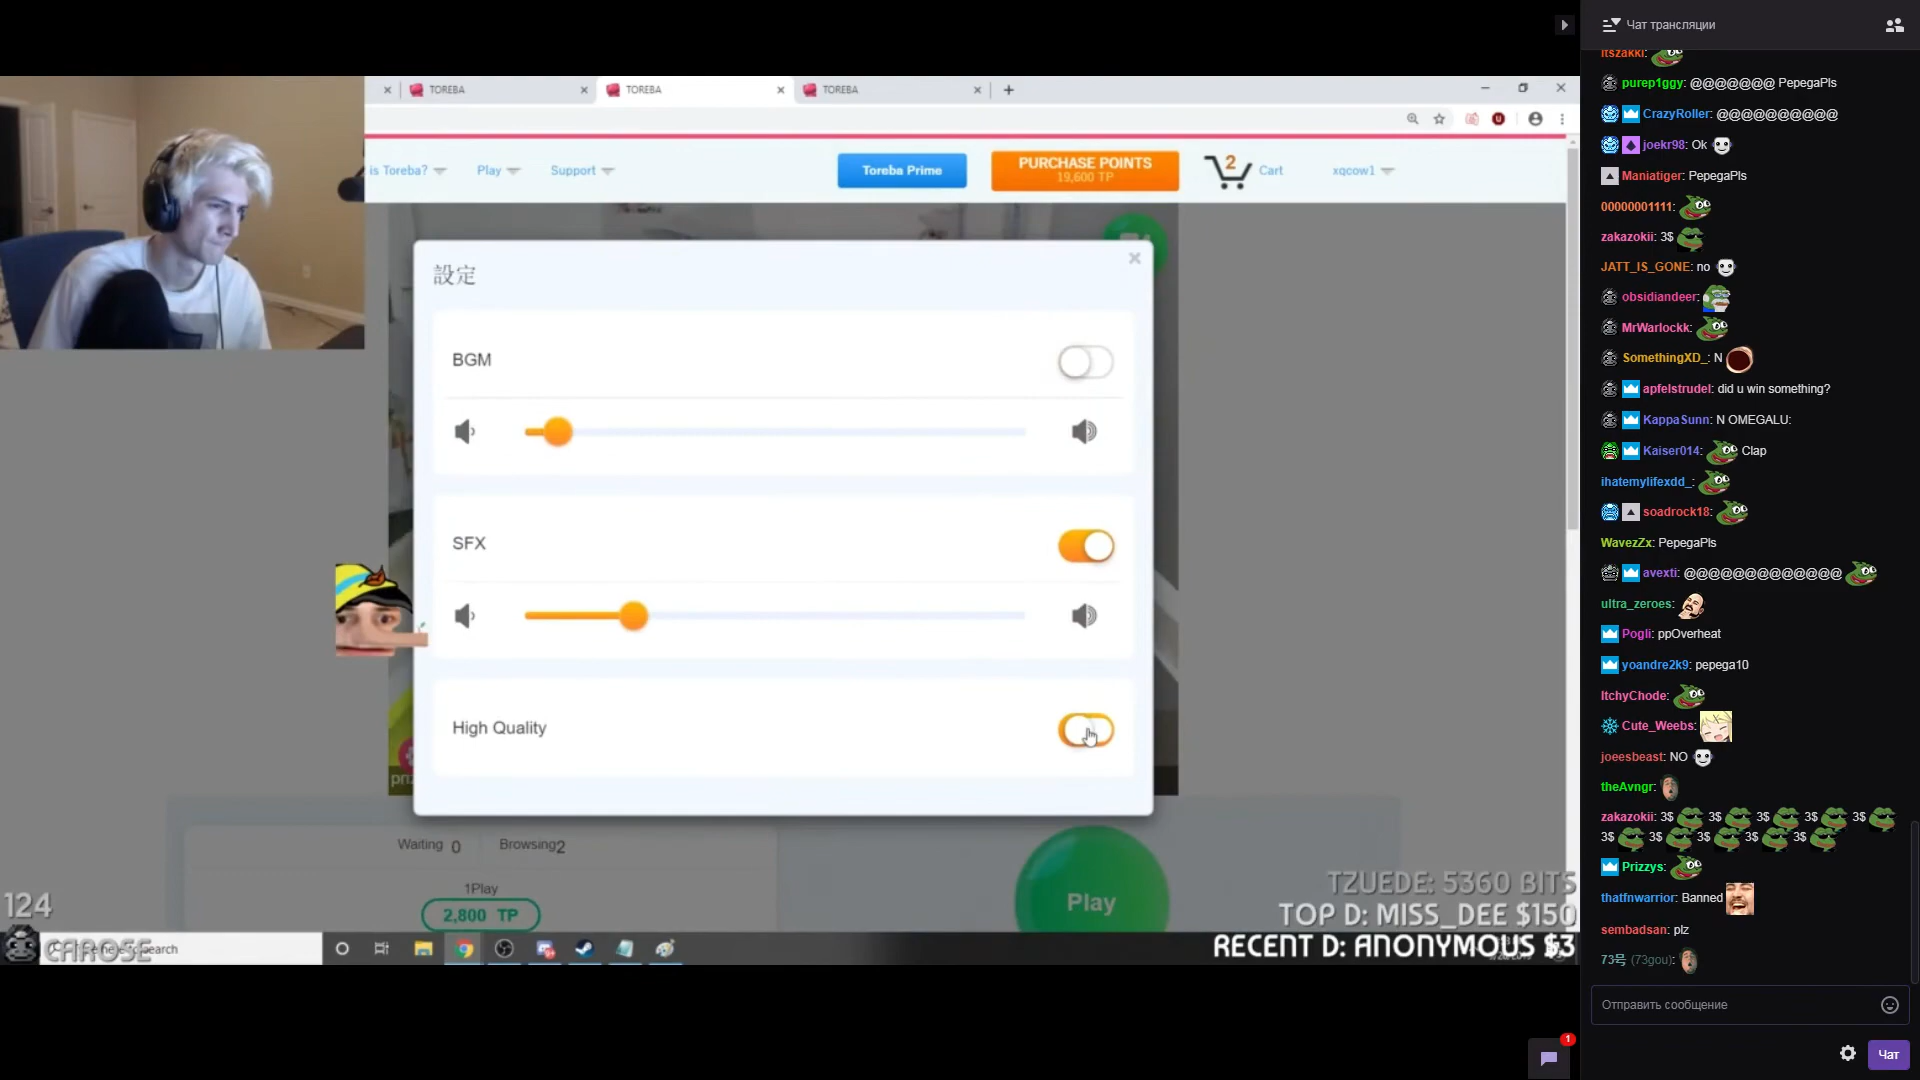 TOREBA
TOREBA
TOREBA
is Toreba?
Play
Support
Toreba Prime
PURCHASE POINTS
19,600 TP
2
Cart
xqcow1
設定
BGM
SFX
High Quality
Waiting 0
Browsing2
1Play
2,800 TP
Play
124
CAROSE
TZUEDE: 5360 BITS
TOP D: MISS_DEE $150
RECENT D: ANONYMOUS $3
Чат трансляции
itszakki:
purep1ggy: @@@@@@@ PepegaPls
CrazyRoller: @@@@@@@@@@
joekr98: Ok
Maniatiger: PepegaPls
00000001111:
zakazokii: 3$
JATT_IS_GONE: no
obsidiandeer:
MrWarlockk:
SomethingXD_: N
apfelstrudel: did u win something?
KappaSunn: N OMEGALU:
Kaiser014: Clap
ihatemylifexdd_:
soadrock18:
WavezZx: PepegaPls
avexti: @@@@@@@@@@@@@
ultra_zeroes:
Pogli: ppOverheat
yoandre2k9: pepega10
ItchyChode:
Cute_Weebs:
joeesbeast: NO
theAvngr:
zakazokii: 3$ 3$ 3$ 3$ 3$
3$ 3$ 3$ 3$ 3$
Prizzys:
thatfnwarrior: Banned
sembadsan: plz
73号 (73gou):
Отправить сообщение
1
Чат